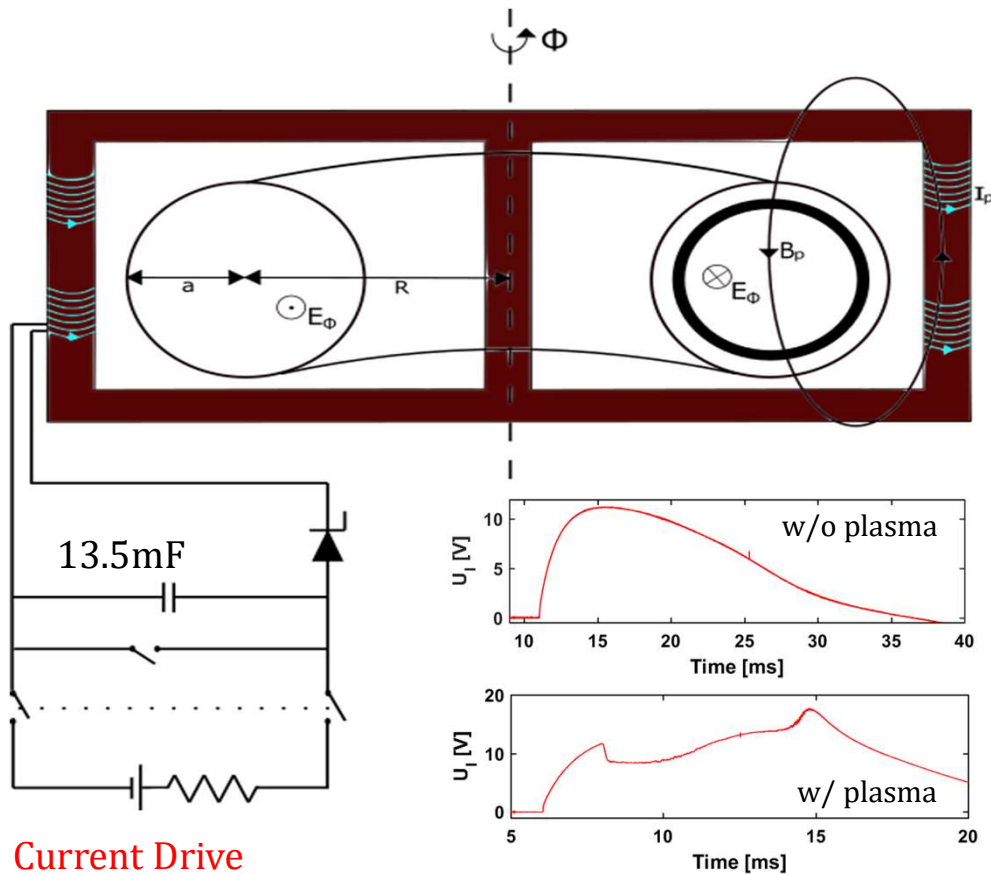 Φ
I_p
B_p
a
R
E_Φ
E_Φ
13.5mF
w/o plasma
U_l [V]
10
5
0
10 15 20 25 30 35 40
Time [ms]
w/ plasma
U_l [V]
20
10
0
5 10 15 20
Time [ms]
Current Drive